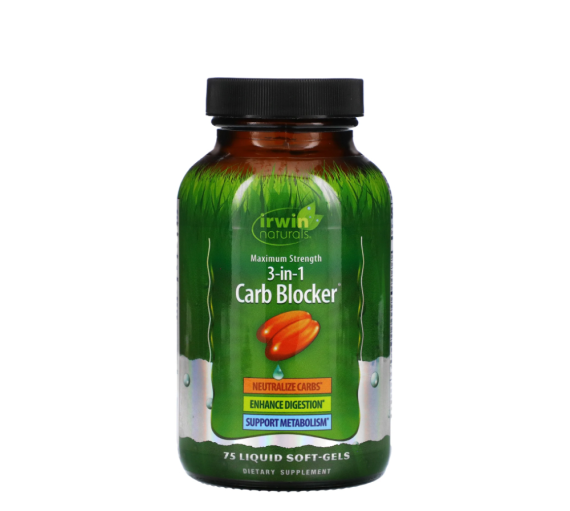 irwin
naturals
Maximum Strength
3-in-1
Carb Blocker*
NEUTRALIZE CARBS*
ENHANCE DIGESTION*
SUPPORT METABOLISM*
75 LIQUID SOFT-GELS
DIETARY SUPPLEMENT